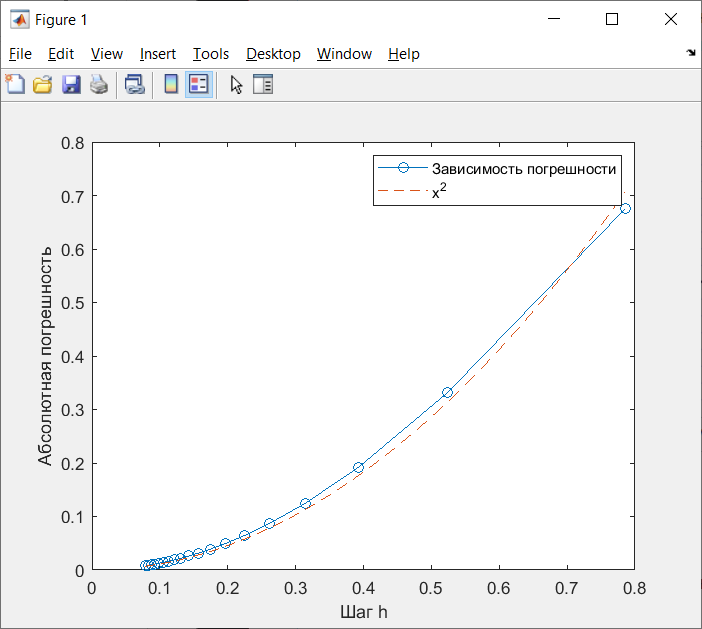 Figure 1
File Edit View Insert Tools Desktop Window Help
Зависимость погрешности
x²
0.8
0.7
0.6
0.5
0.4
0.3
0.2
0.1
0
Абсолютная погрешность
0 0.1 0.2 0.3 0.4 0.5 0.6 0.7 0.8
Шаг h